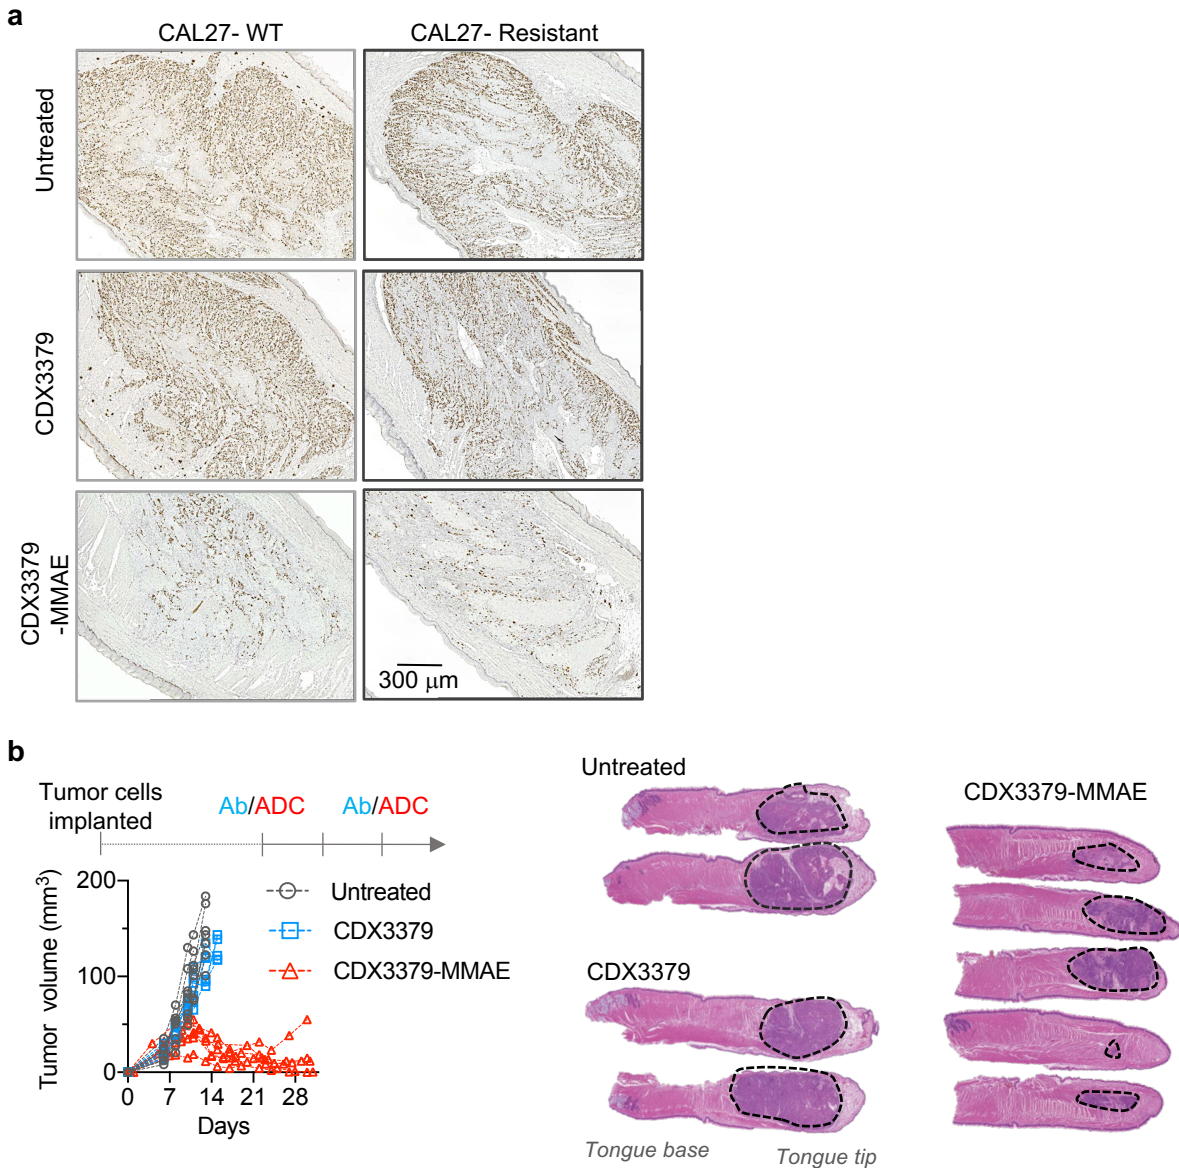 a
CAL27- WT
CAL27- Resistant
Untreated
CDX3379
CDX3379
-MMAE
300 μm
b
Tumor cells
implanted
Ab/ADC
Ab/ADC
Tumor volume (mm³)
200
100
0
0
7
14
21
28
Days
Untreated
CDX3379
CDX3379-MMAE
Untreated
CDX3379
Tongue base
Tongue tip
CDX3379-MMAE